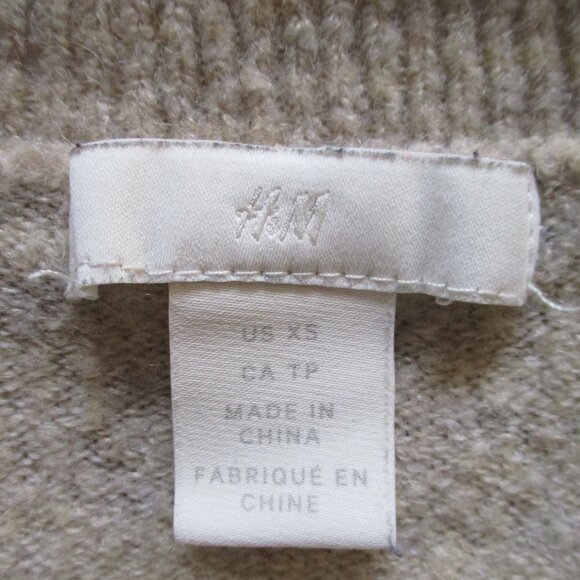 H&M
US XS
CA TP
MADE IN
CHINA
FABRIQUÉ EN
CHINE